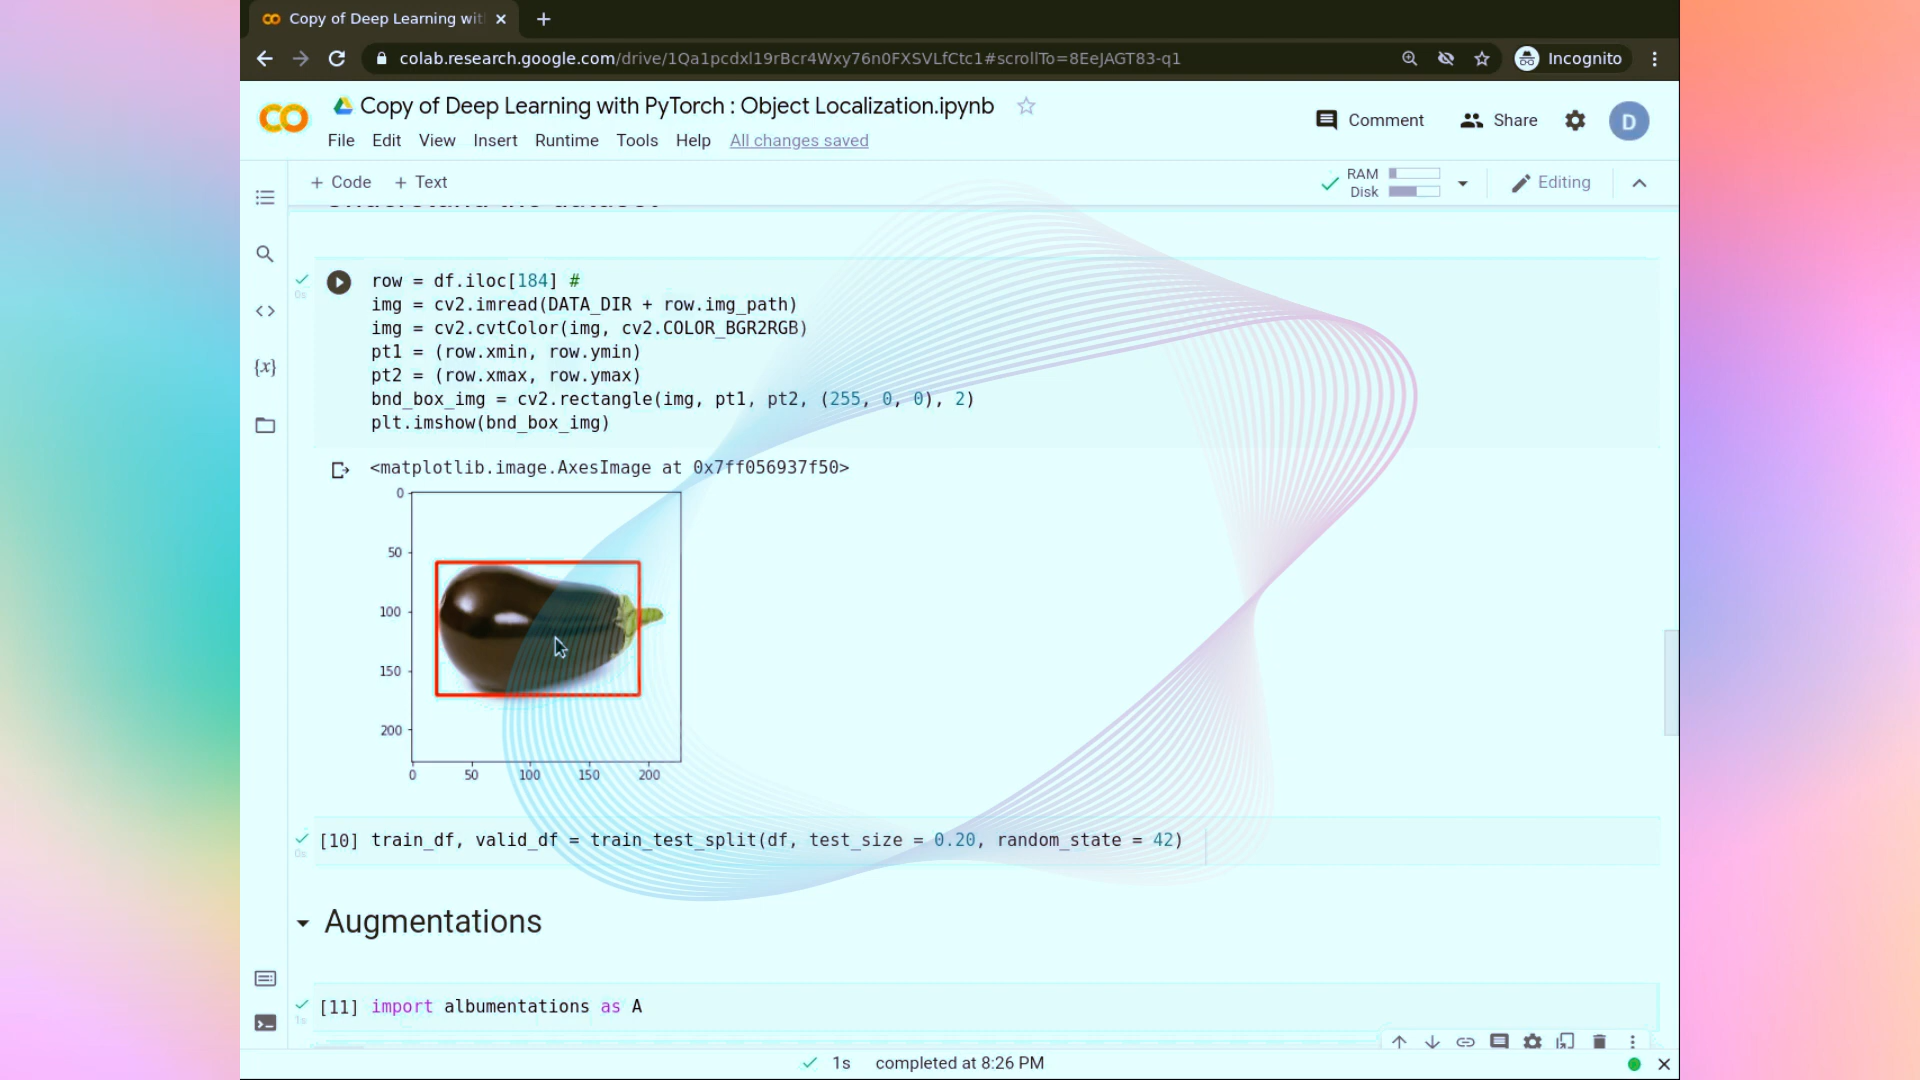 Copy of Deep Learning wit
colab.research.google.com/drive/1Qa1pcdxl19rBcr4Wxy76n0FXSVLfCtc1#scrollTo=8EeJAGT83-q1
Incognito
Copy of Deep Learning with PyTorch : Object Localization.ipynb
Comment
Share
D
File Edit View Insert Runtime Tools Help All changes saved
+ Code + Text
RAM
Disk
Editing
Understand the dataset
0s
row = df.iloc[184] #
img = cv2.imread(DATA_DIR + row.img_path)
img = cv2.cvtColor(img, cv2.COLOR_BGR2RGB)
pt1 = (row.xmin, row.ymin)
pt2 = (row.xmax, row.ymax)
bnd_box_img = cv2.rectangle(img, pt1, pt2, (255, 0, 0), 2)
plt.imshow(bnd_box_img)
<matplotlib.image.AxesImage at 0x7ff056937f50>
0
50
100
150
200
0 50 100 150 200
[10] train_df, valid_df = train_test_split(df, test_size = 0.20, random_state = 42)
0s
Augmentations
[11] import albumentations as A
1s
1s completed at 8:26 PM